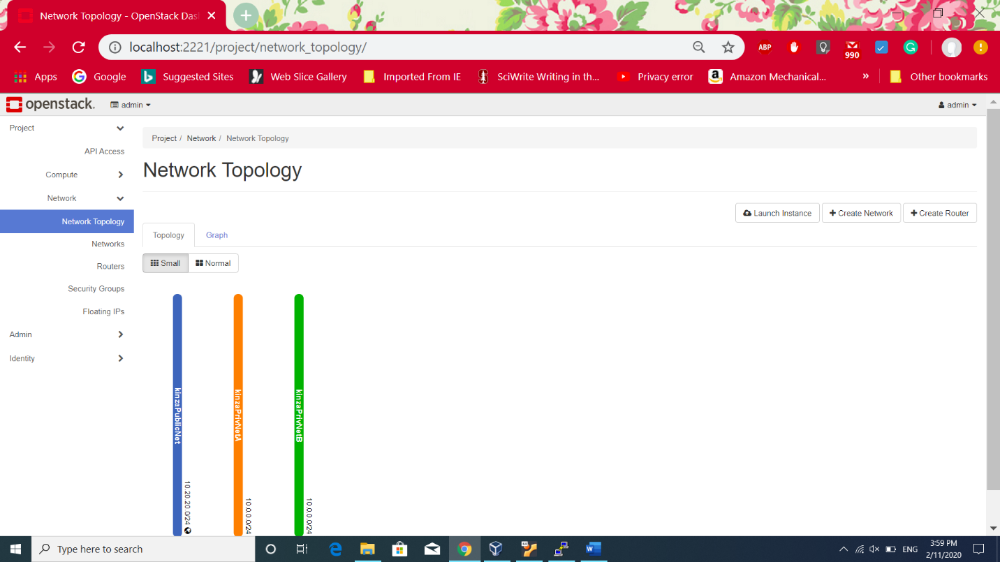 Network Topology - OpenStack Das
localhost:2221/project/network_topology/
ABP
990
Apps
Google
Suggested Sites
Web Slice Gallery
Imported From IE
SciWrite Writing in th...
Privacy error
Amazon Mechanical...
»
Other bookmarks
openstack.
admin
admin
Project
API Access
Compute
Network
Network Topology
Networks
Routers
Security Groups
Floating IPs
Admin
Identity
Project / Network / Network Topology
Network Topology
Launch Instance
+ Create Network
+ Create Router
Topology
Graph
Small
Normal
kinzaPublicNet
10.20.20.0/24
kinzaPrivNetA
10.0.0.0/24
kinzaPrivNetB
10.0.0.0/24
Type here to search
ENG
3:59 PM
2/11/2020